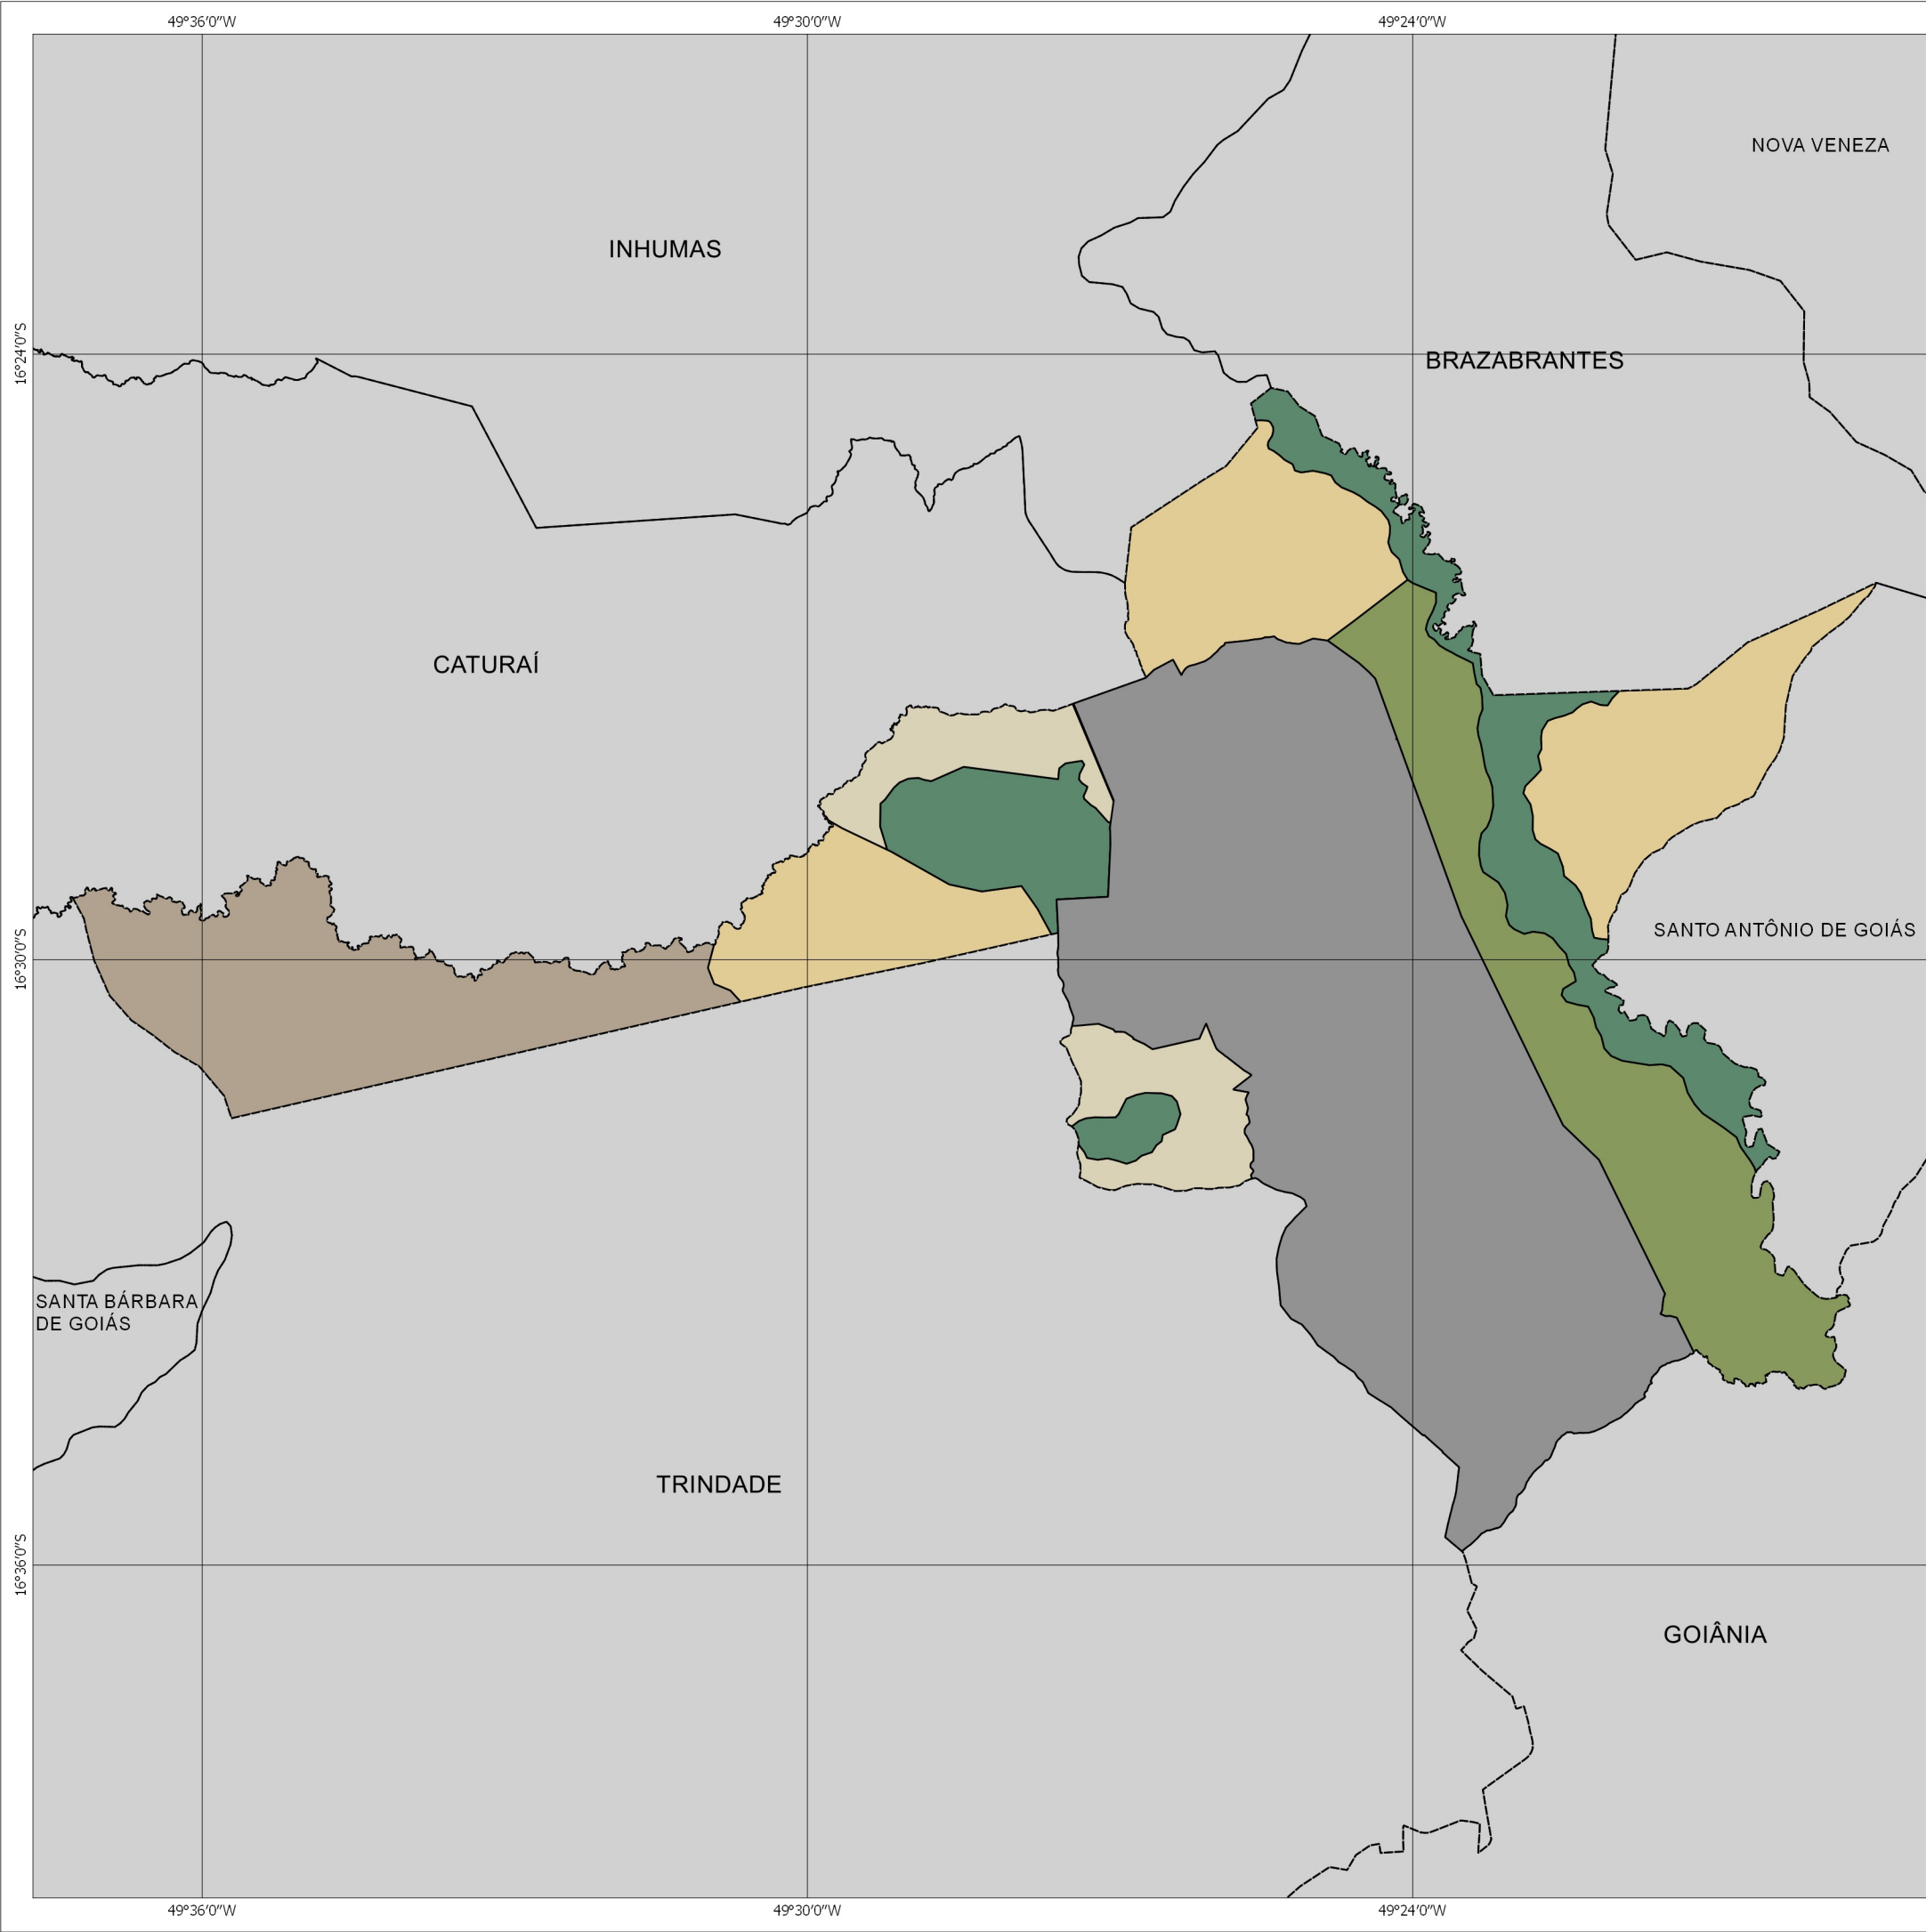 49°36'0"W
49°30'0"W
49°24'0"W
NOVA VENEZA
INHUMAS
16°24'0"S
BRAZABRANTES
CATURAÍ
SANTO ANTÔNIO DE GOIÁS
16°30'0"S
SANTA BÁRBARA
DE GOIÁS
TRINDADE
16°36'0"S
GOIÂNIA
49°36'0"W
49°30'0"W
49°24'0"W